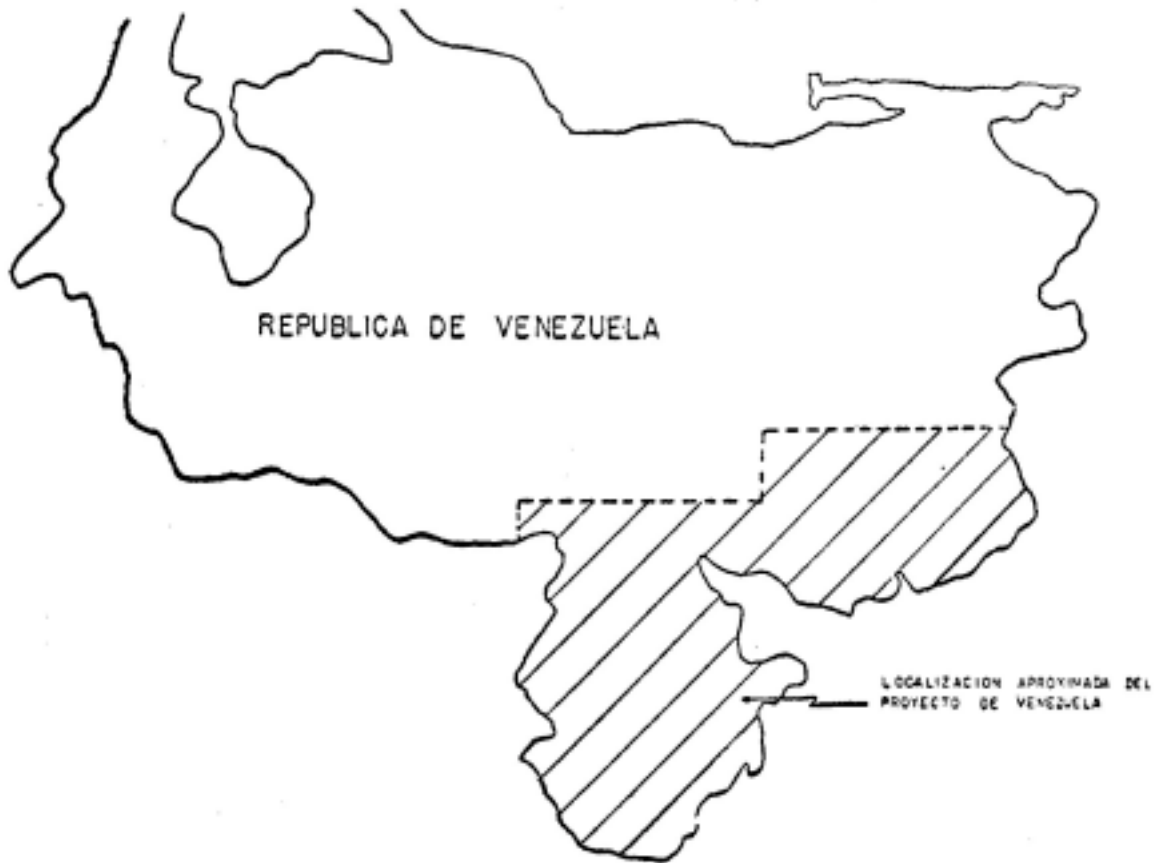 REPUBLICA DE VENEZUELA
LOCALIZACION APROXIMADA DEL
PROYECTO DE VENEZUELA